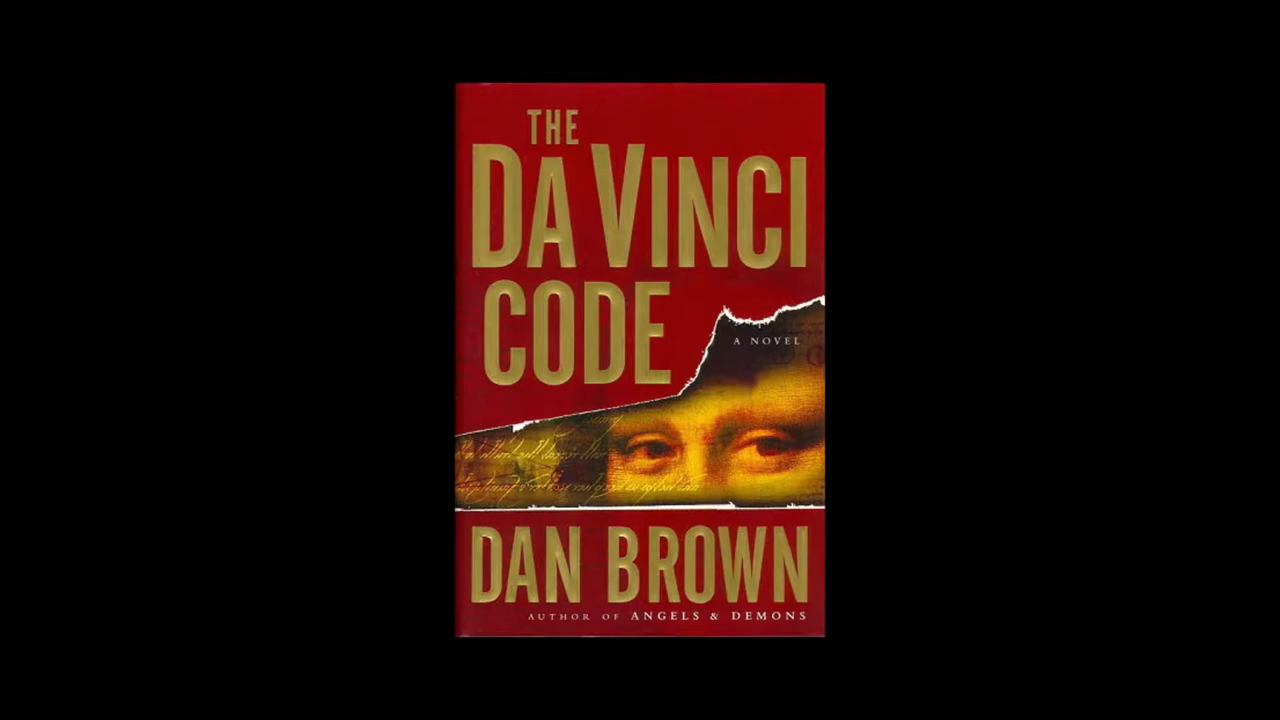 THE
DA VINCI
CODE
A NOVEL
DAN BROWN
AUTHOR OF ANGELS & DEMONS